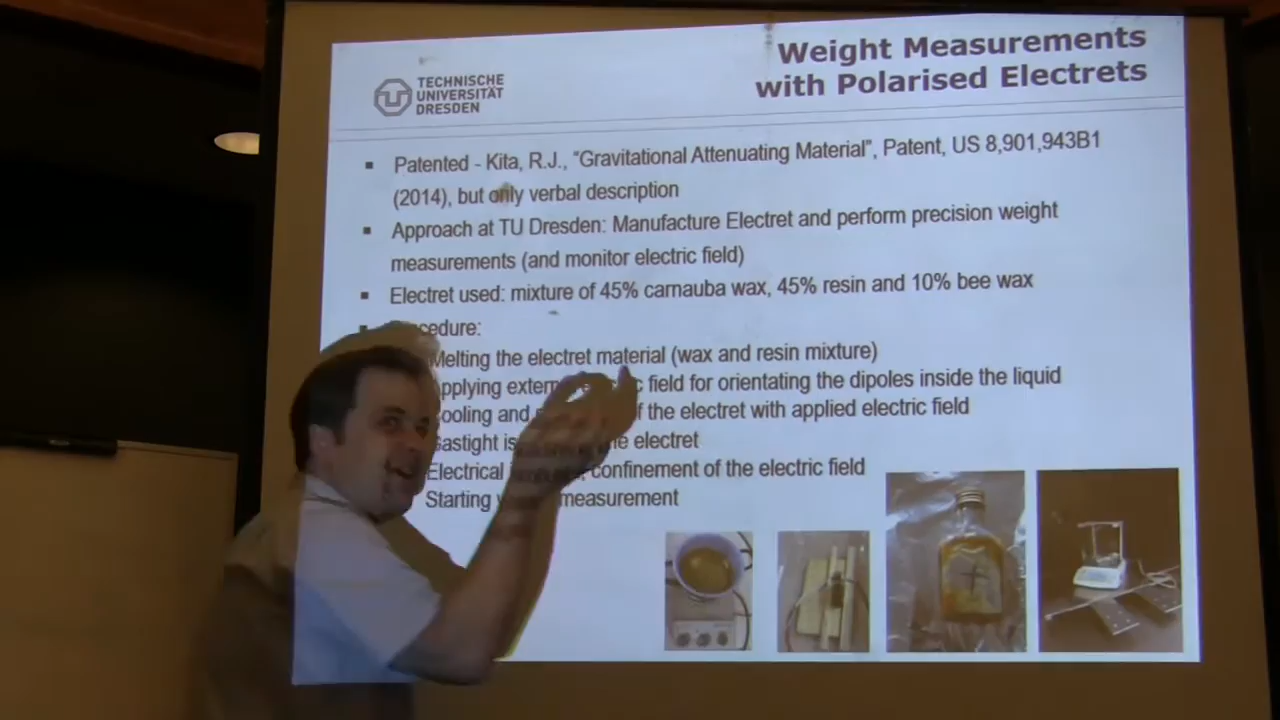 Weight Measurements
with Polarised Electrets
TECHNISCHE
UNIVERSITÄT
DRESDEN
Patented - Kita, R.J., “Gravitational Attenuating Material”, Patent, US 8,901,943B1
(2014), but only verbal description
Approach at TU Dresden: Manufacture Electret and perform precision weight
measurements (and monitor electric field)
Electret used: mixture of 45% carnauba wax, 45% resin and 10% bee wax
cedure:
Melting the electret material (wax and resin mixture)
pplying extern field for orientating the dipoles inside the liquid
ooling and f the electret with applied electric field
Gastight is he electret
Electrical confinement of the electric field
Starting measurement